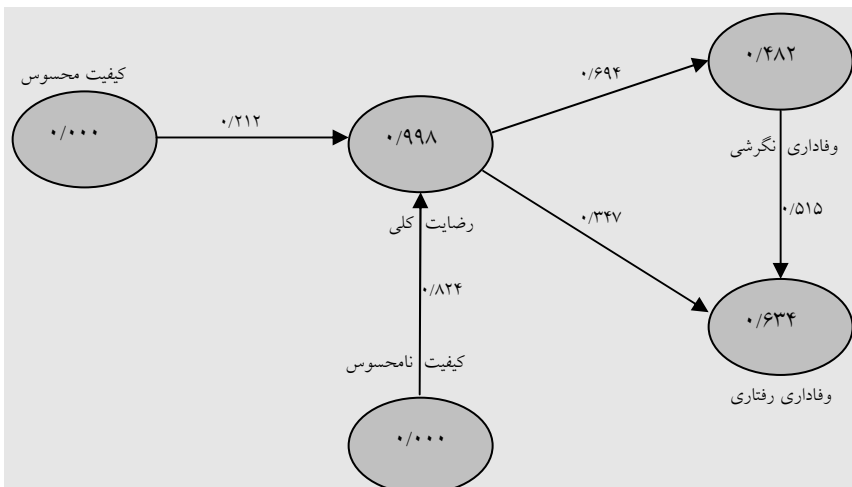 ۰/۴۸۲
۰/۶۹۴
کیفیت محسوس
۰/۰۰۰
۰/۲۱۲
۰/۹۹۸
وفاداری نگرشی
رضایت کلی
۰/۳۴۷
۰/۵۱۵
۰/۸۲۴
۰/۶۳۴
کیفیت نامحسوس
وفاداری رفتاری
۰/۰۰۰